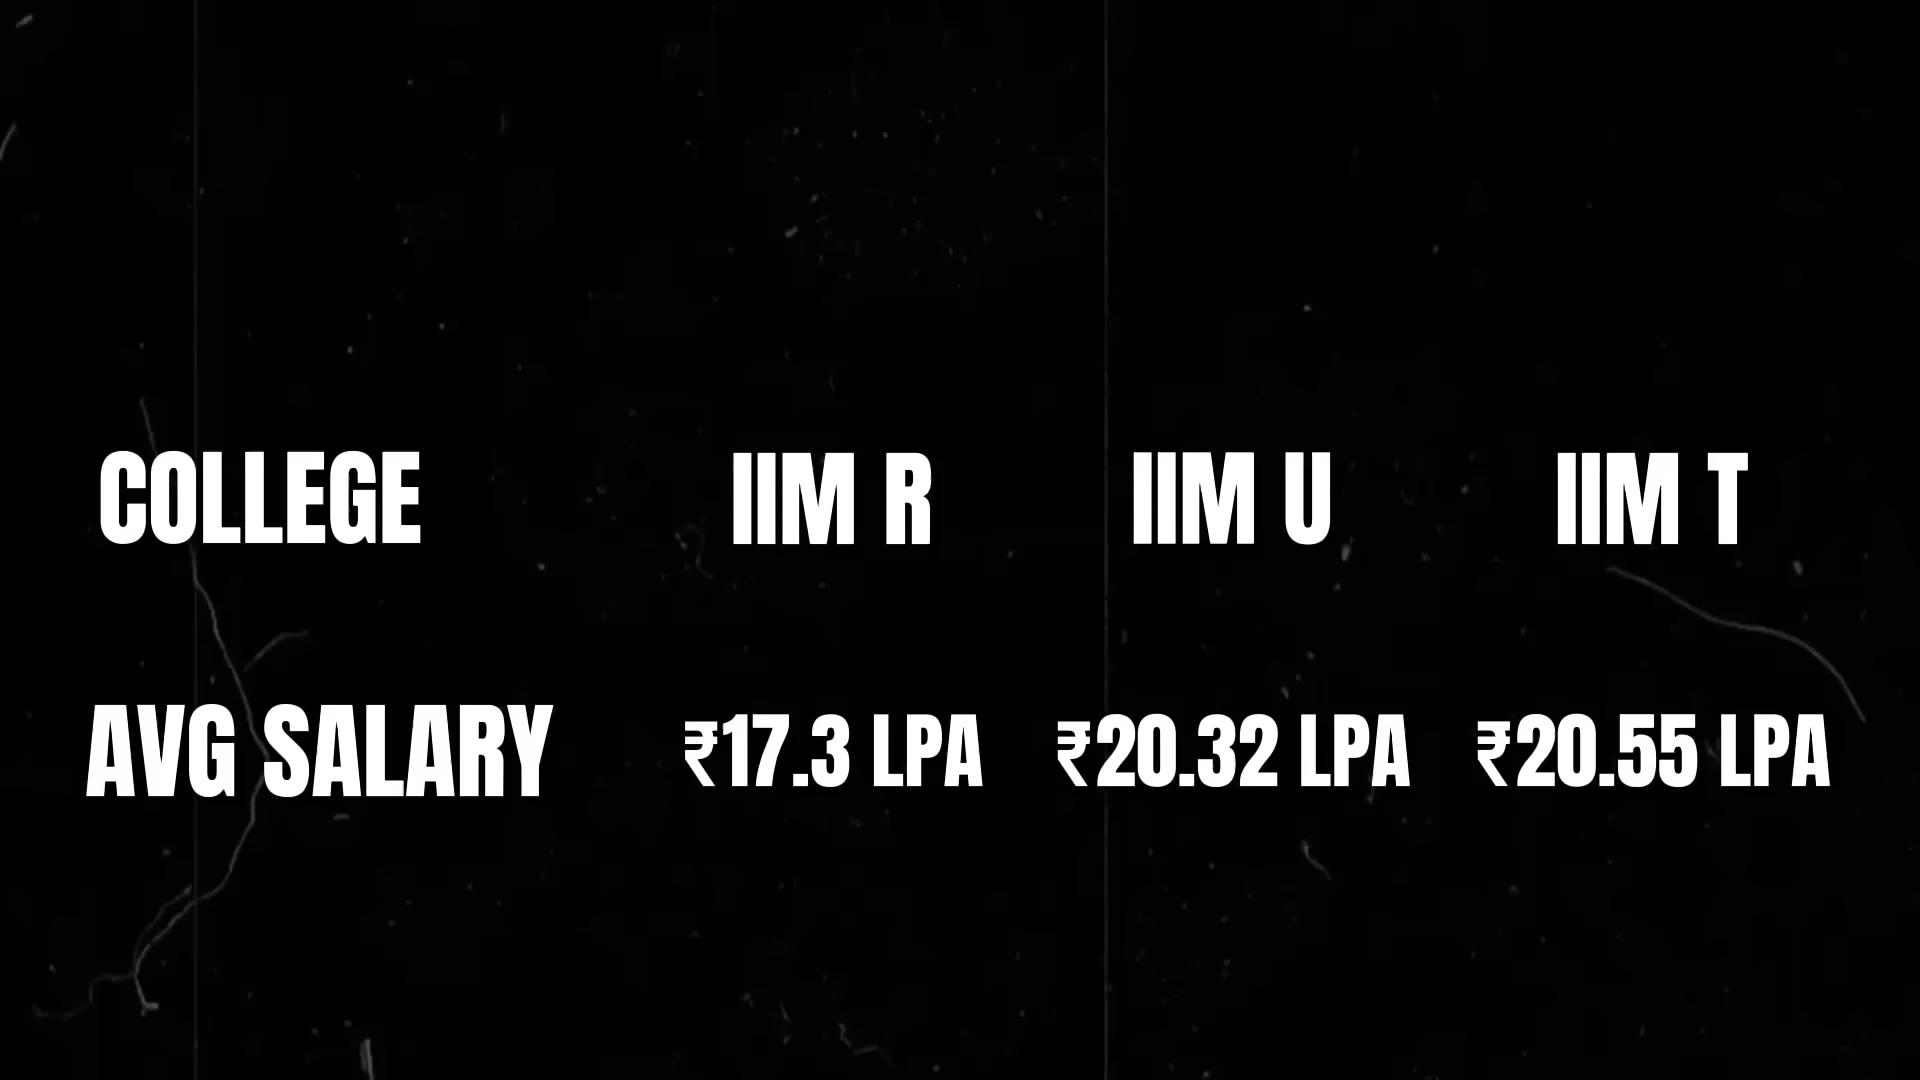 COLLEGE IIM R IIM U IIM T
AVG SALARY ₹17.3 LPA ₹20.32 LPA ₹20.55 LPA